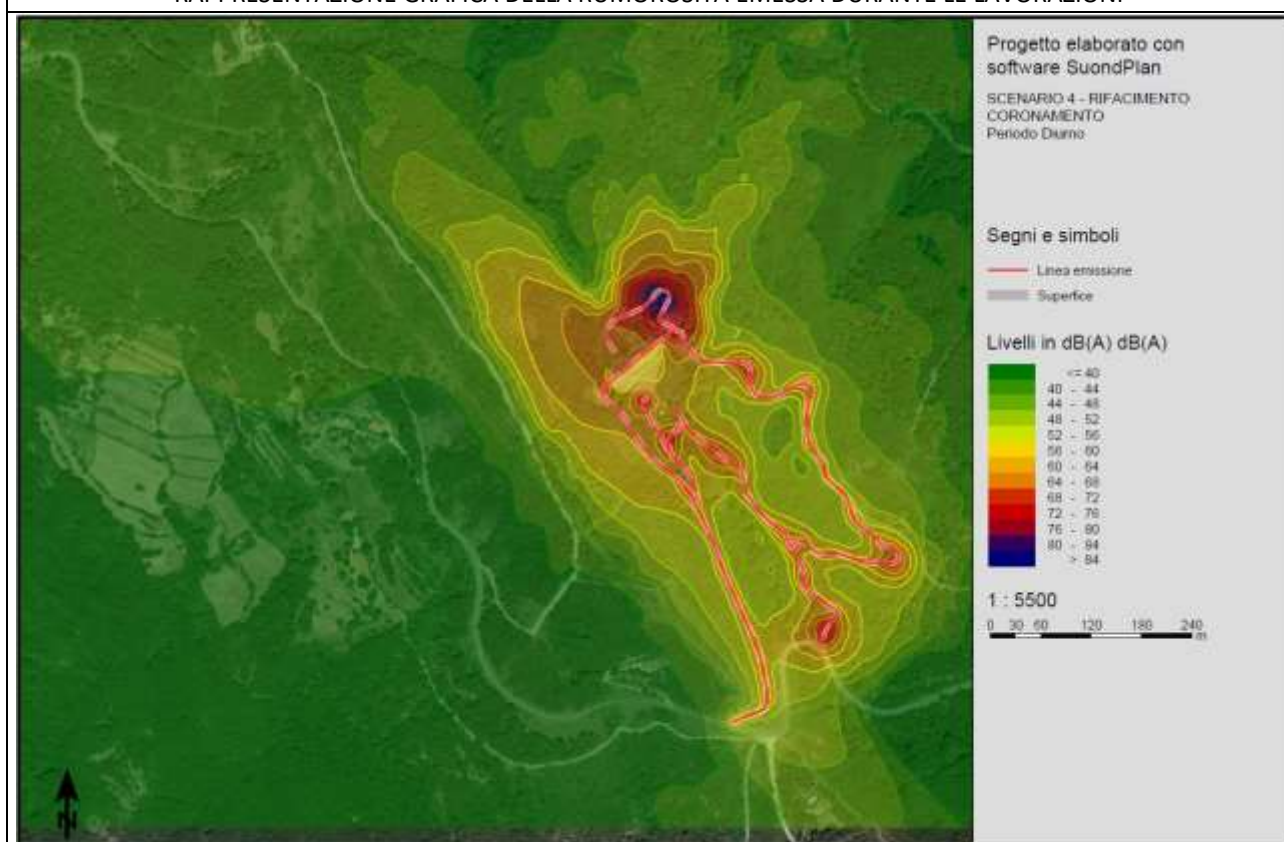 RAPPRESENTAZIONE GRAFICA DELLA RUMOROSITÀ EMESSA DURANTE LE LAVORAZIONI
Progetto elaborato con
software SuondPlan
SCENARIO 4 - RIFACIMENTO
CORONAMENTO
Periodo Diurno
Segni e simboli
Linea emissione
Superfice
Livelli in dB(A) dB(A)
<= 40
40 - 44
44 - 48
48 - 52
52 - 56
56 - 60
60 - 64
64 - 68
68 - 72
72 - 76
76 - 80
80 - 84
> 84
1 : 5500
0 30 60 120 180 240
m
N